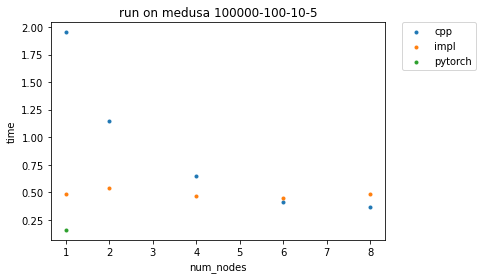 run on medusa 100000-100-10-5
2.00
1.75
1.50
1.25
1.00
0.75
0.50
0.25
time
1 2 3 4 5 6 7 8
num_nodes
cpp
impl
pytorch